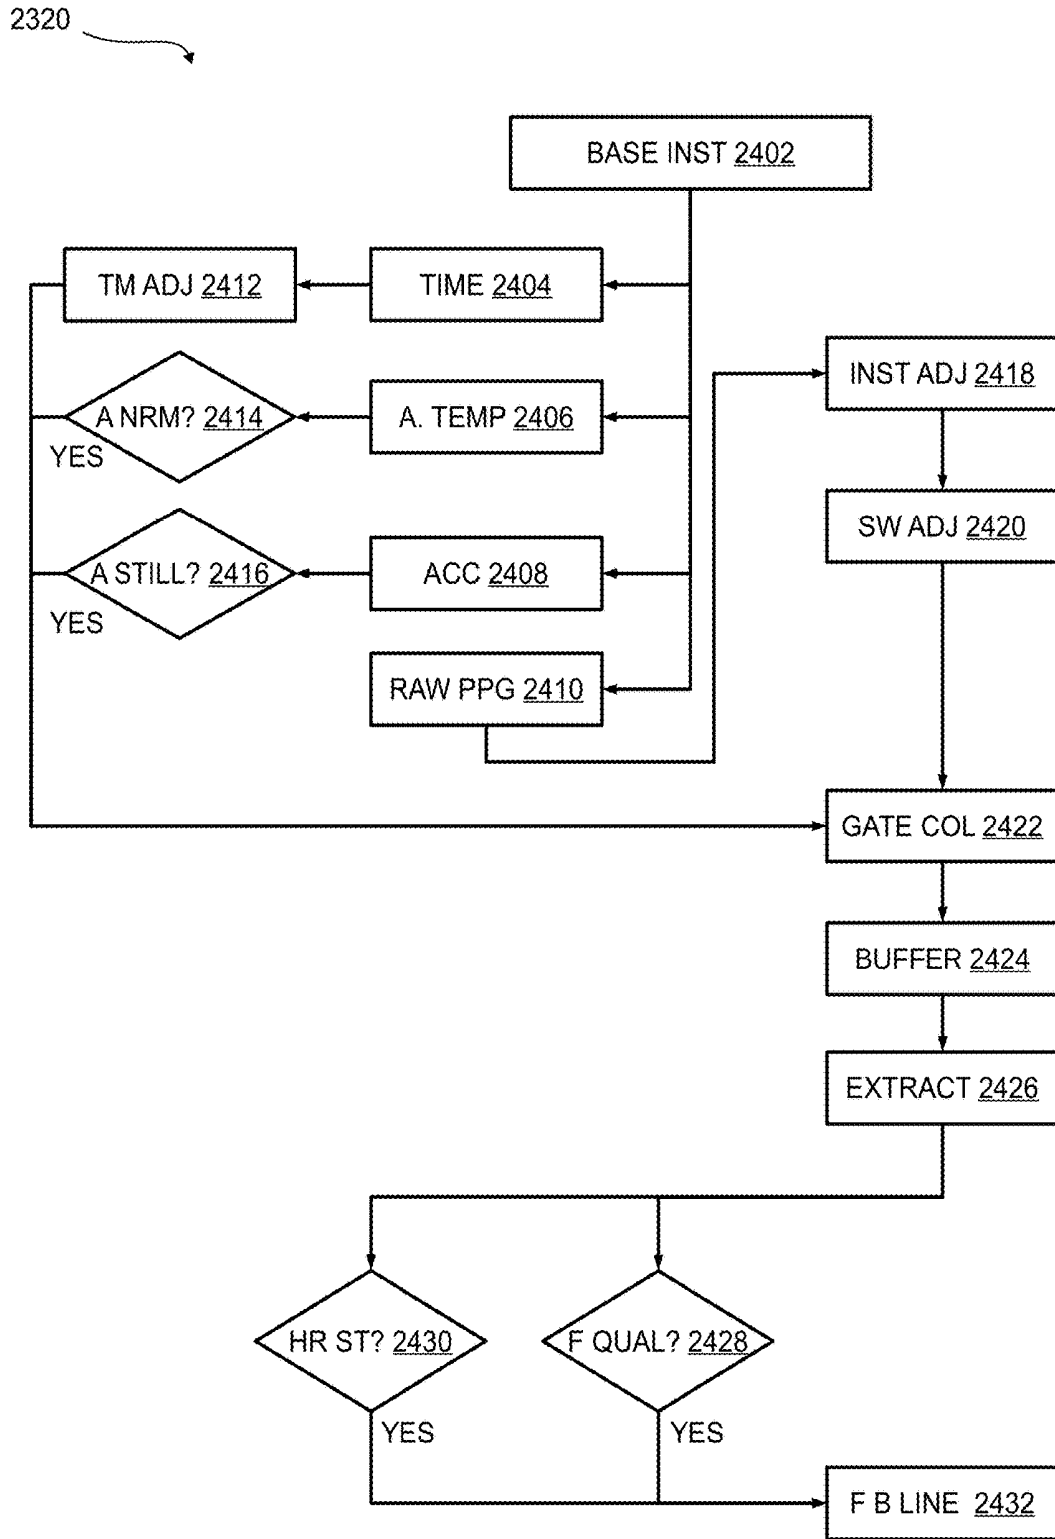 2320
BASE INST 2402
TM ADJ 2412
TIME 2404
INST ADJ 2418
A NRM? 2414
A. TEMP 2406
YES
SW ADJ 2420
A STILL? 2416
ACC 2408
YES
RAW PPG 2410
GATE COL 2422
BUFFER 2424
EXTRACT 2426
HR ST? 2430
F QUAL? 2428
YES
YES
F B LINE 2432